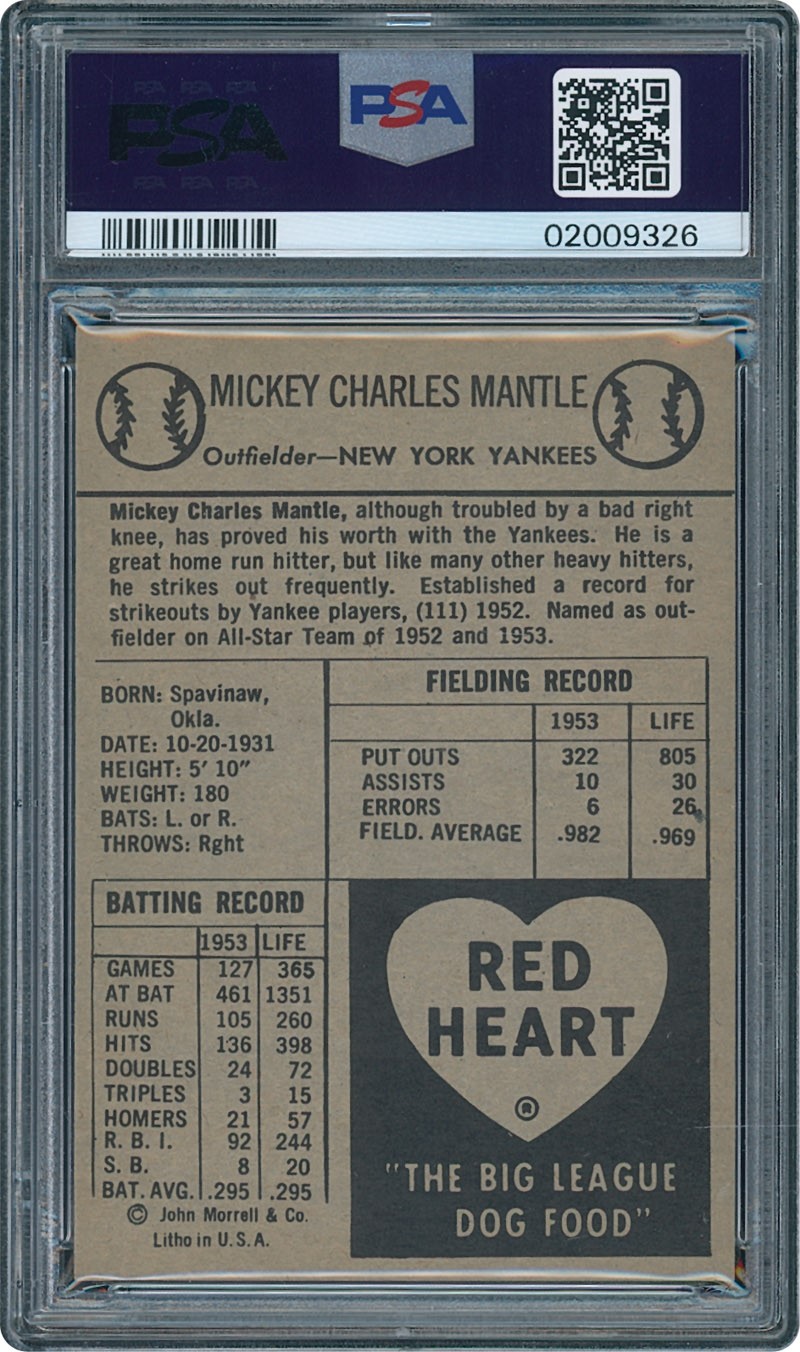 PSA PSA PSA
PSA
PSA PSA PSA
PSA
02009326
MICKEY CHARLES MANTLE
Outfielder—NEW YORK YANKEES
Mickey Charles Mantle, although troubled by a bad right
knee, has proved his worth with the Yankees. He is a
great home run hitter, but like many other heavy hitters,
he strikes out frequently. Established a record for
strikeouts by Yankee players, (111) 1952. Named as out-
fielder on All-Star Team of 1952 and 1953.
BORN: Spavinaw,
Okla.
DATE: 10-20-1931
HEIGHT: 5' 10"
WEIGHT: 180
BATS: L. or R.
THROWS: Rght
FIELDING RECORD
1953 LIFE
PUT OUTS 322 805
ASSISTS 10 30
ERRORS 6 26
FIELD. AVERAGE .982 .969
BATTING RECORD
1953 LIFE
GAMES 127 365
AT BAT 461 1351
RUNS 105 260
HITS 136 398
DOUBLES 24 72
TRIPLES 3 15
HOMERS 21 57
R. B. I. 92 244
S. B. 8 20
BAT. AVG. .295 .295
© John Morrell & Co.
Litho in U. S. A.
RED
HEART
®
"THE BIG LEAGUE
DOG FOOD"